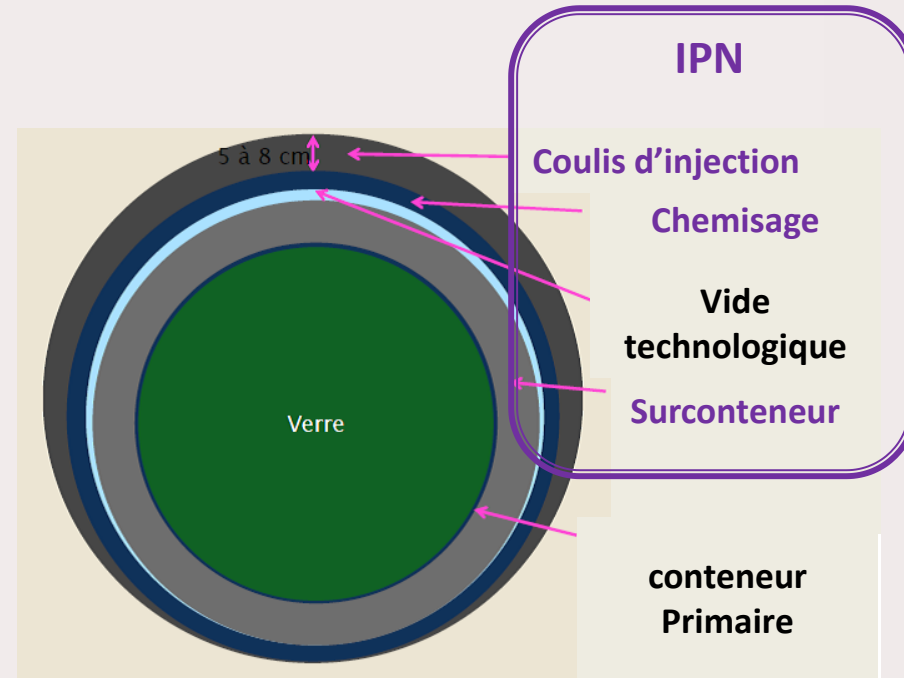 IPN
5 à 8 cm
Coulis d’injection
Chemisage
Vide
technologique
Surconteneur
Verre
conteneur
Primaire